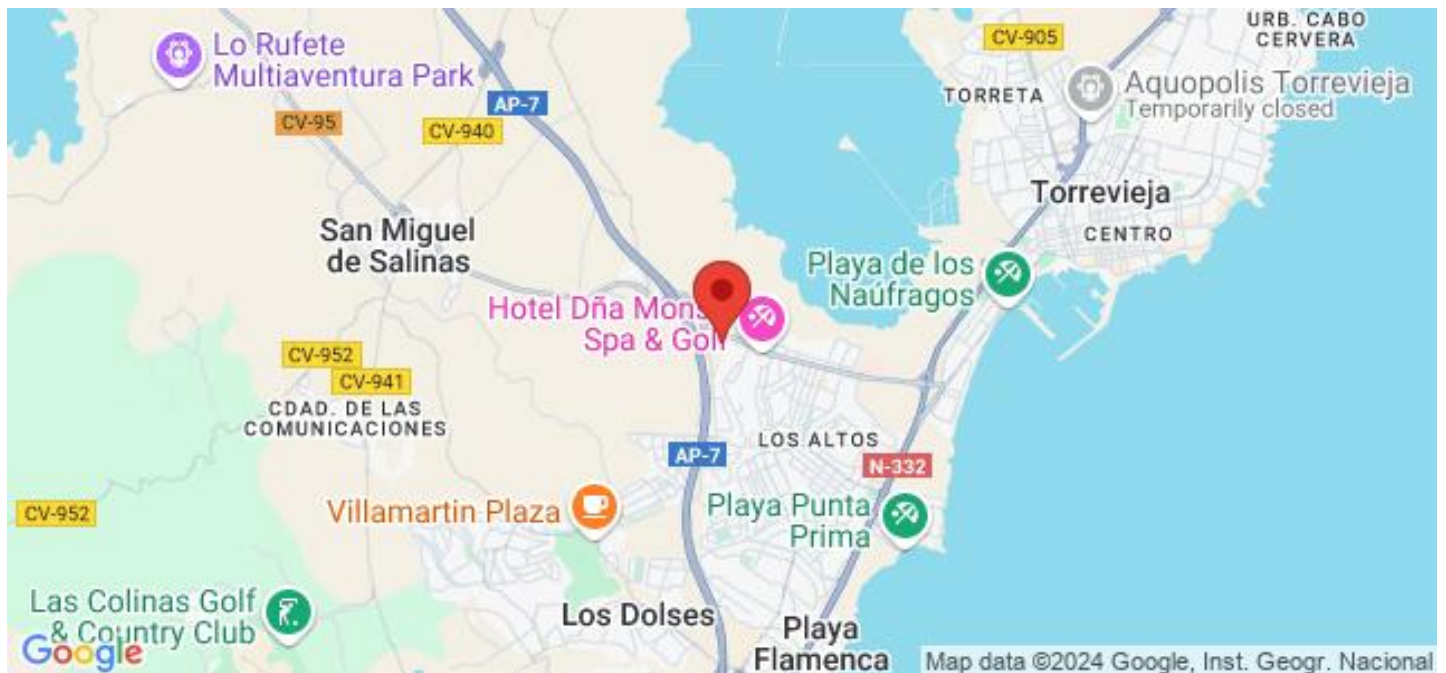 URB. CABO
CERVERA
CV-905
Lo Rufete
Multiaventura Park
Aquopolis Torrevieja
Temporarily closed
TORRETA
AP-7
CV-95
CV-940
Torrevieja
San Miguel
de Salinas
CENTRO
Playa de los
Naúfragos
Hotel Dña Mons
Spa & Golf
CV-952
CV-941
CDAD. DE LAS
COMUNICACIONES
LOS ALTOS
AP-7
N-332
CV-952
Villamartin Plaza
Playa Punta
Prima
Las Colinas Golf
& Country Club
Los Dolses
Playa
Flamenca
Google
Map data ©2024 Google, Inst. Geogr. Nacional